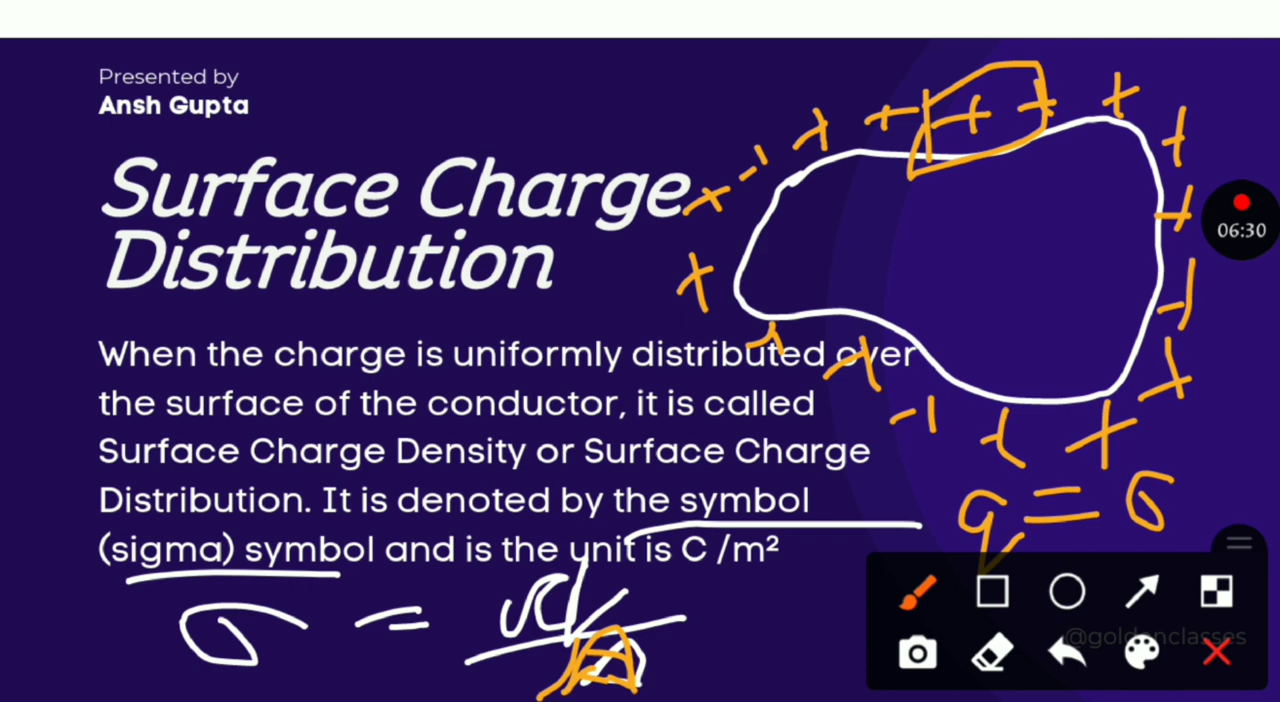 Presented by
Ansh Gupta
Surface Charge
Distribution
When the charge is uniformly distributed over
the surface of the conductor, it is called
Surface Charge Density or Surface Charge
Distribution. It is denoted by the symbol
(sigma) symbol and is the unit is C /m²
q = σ
σ =
06:30
@goldenclasses